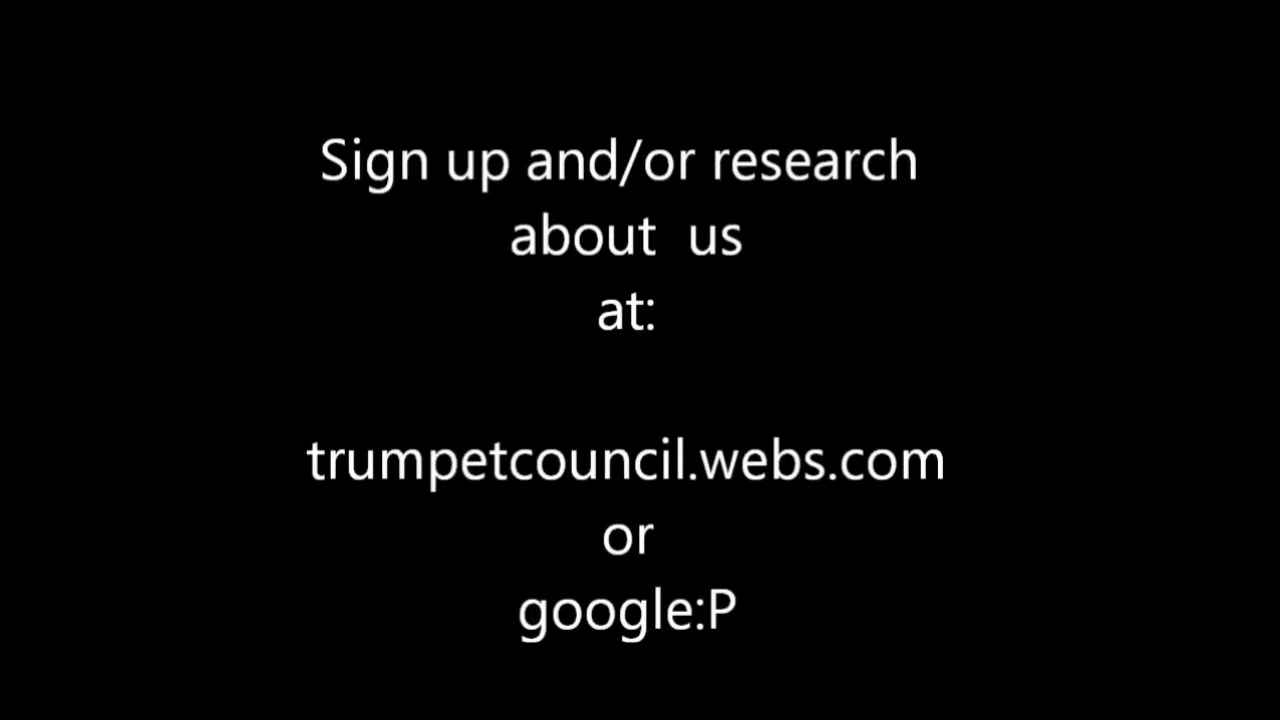 Sign up and/or research
about  us
at:
trumpetcouncil.webs.com
or
google:P